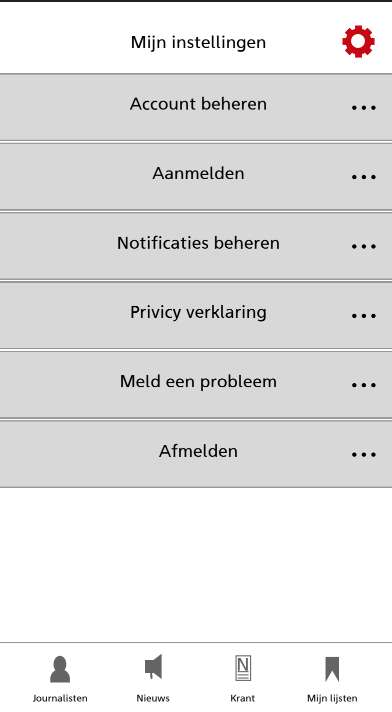 Mijn instellingen
Account beheren
Aanmelden
Notificaties beheren
Privicy verklaring
Meld een probleem
Afmelden
N
Journalisten
Nieuws
Krant
Mijn lijsten